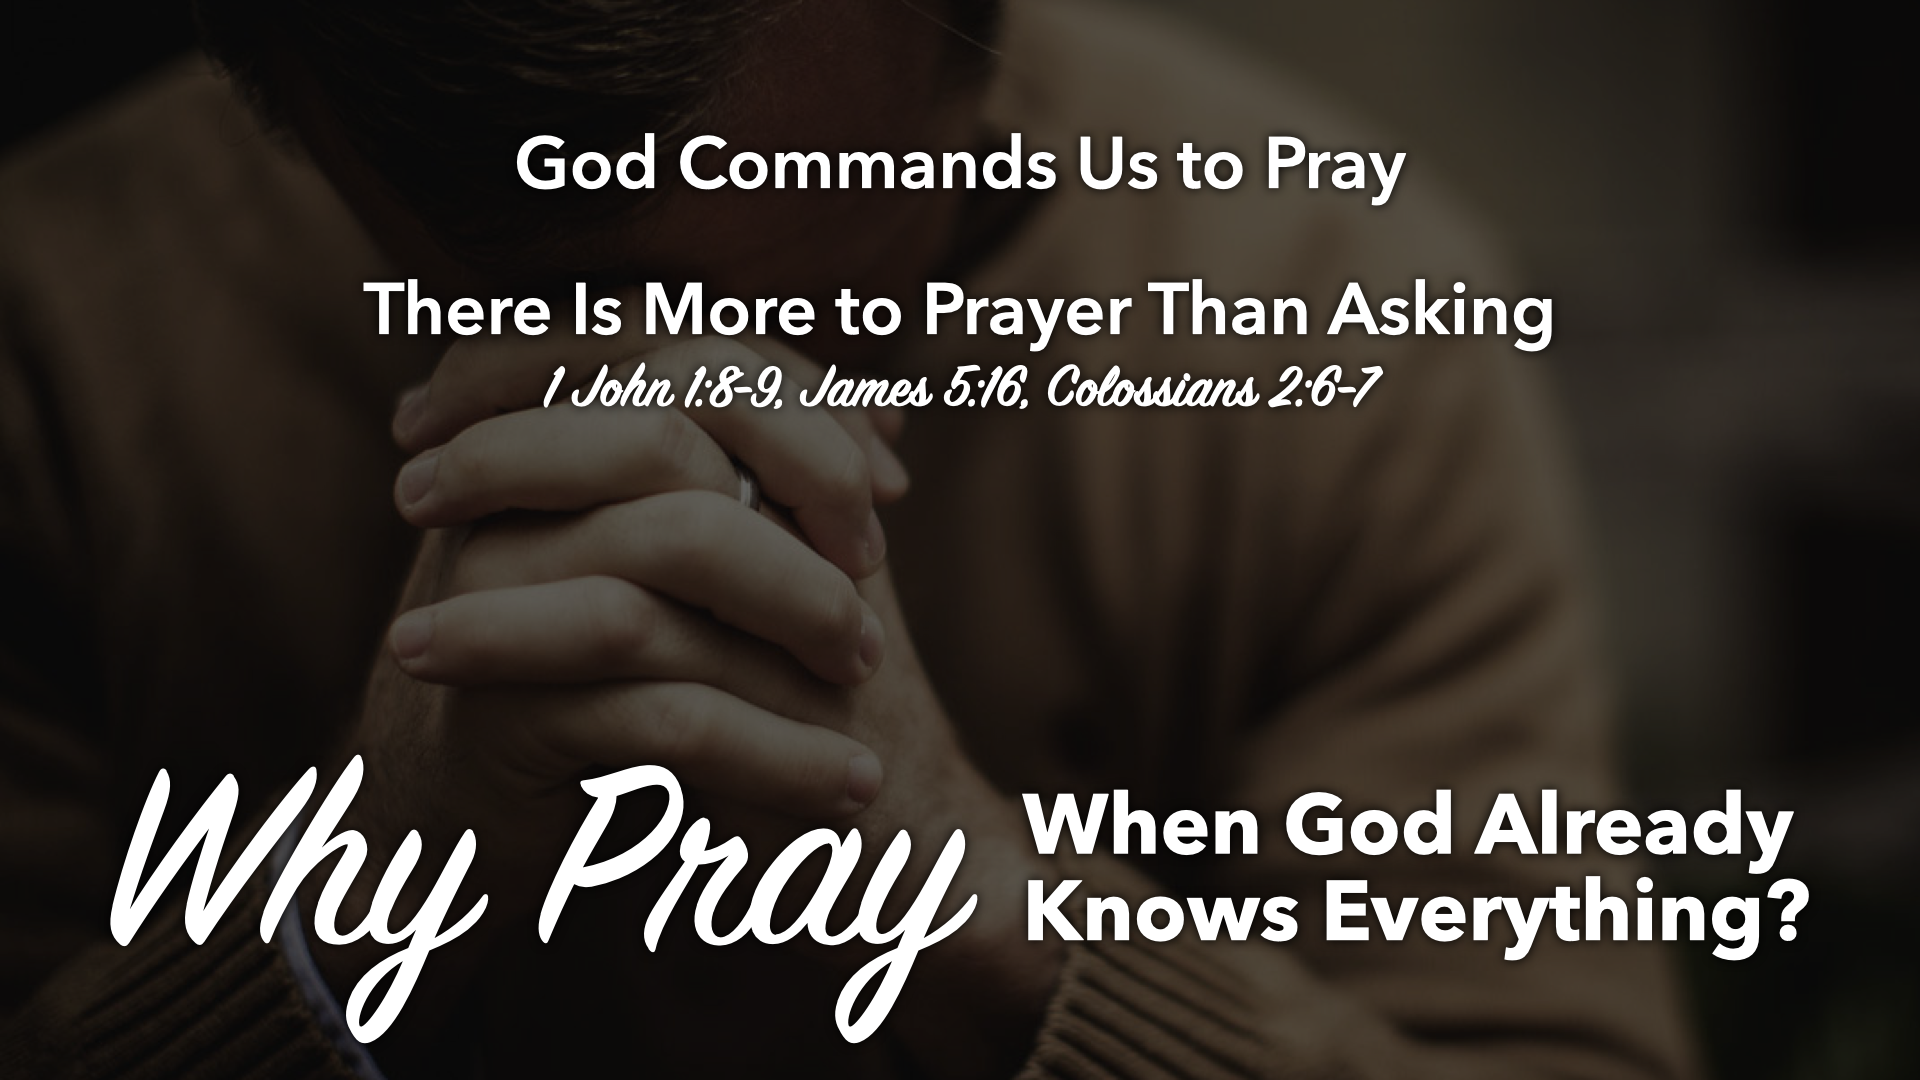 God Commands Us to Pray
There Is More to Prayer Than Asking
1 John 1:8-9, James 5:16, Colossians 2:6-7
Why Pray
When God Already
Knows Everything?